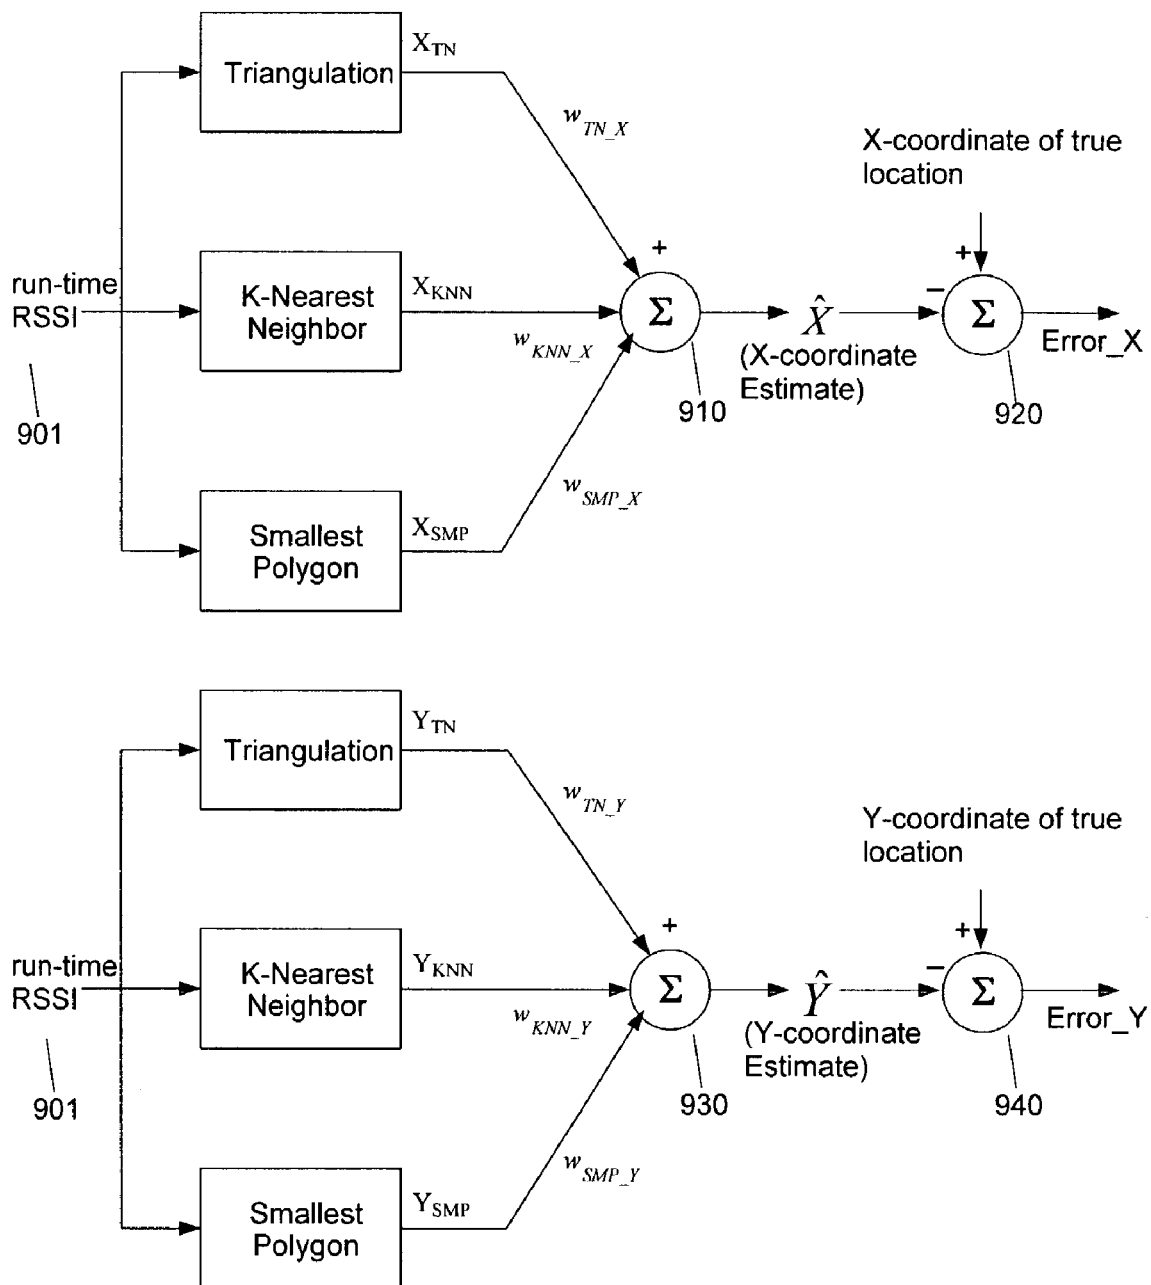 Triangulation
X_TN
w_TN_X
X-coordinate of true
location
run-time
RSSI
K-Nearest
Neighbor
X_KNN
w_KNN_X
+
Σ
X̂
(X-coordinate
Estimate)
+
−
Σ
Error_X
901
910
920
w_SMP_X
Smallest
Polygon
X_SMP
Triangulation
Y_TN
w_TN_Y
Y-coordinate of true
location
run-time
RSSI
K-Nearest
Neighbor
Y_KNN
w_KNN_Y
+
Σ
Ŷ
(Y-coordinate
Estimate)
+
−
Σ
Error_Y
901
930
940
w_SMP_Y
Smallest
Polygon
Y_SMP